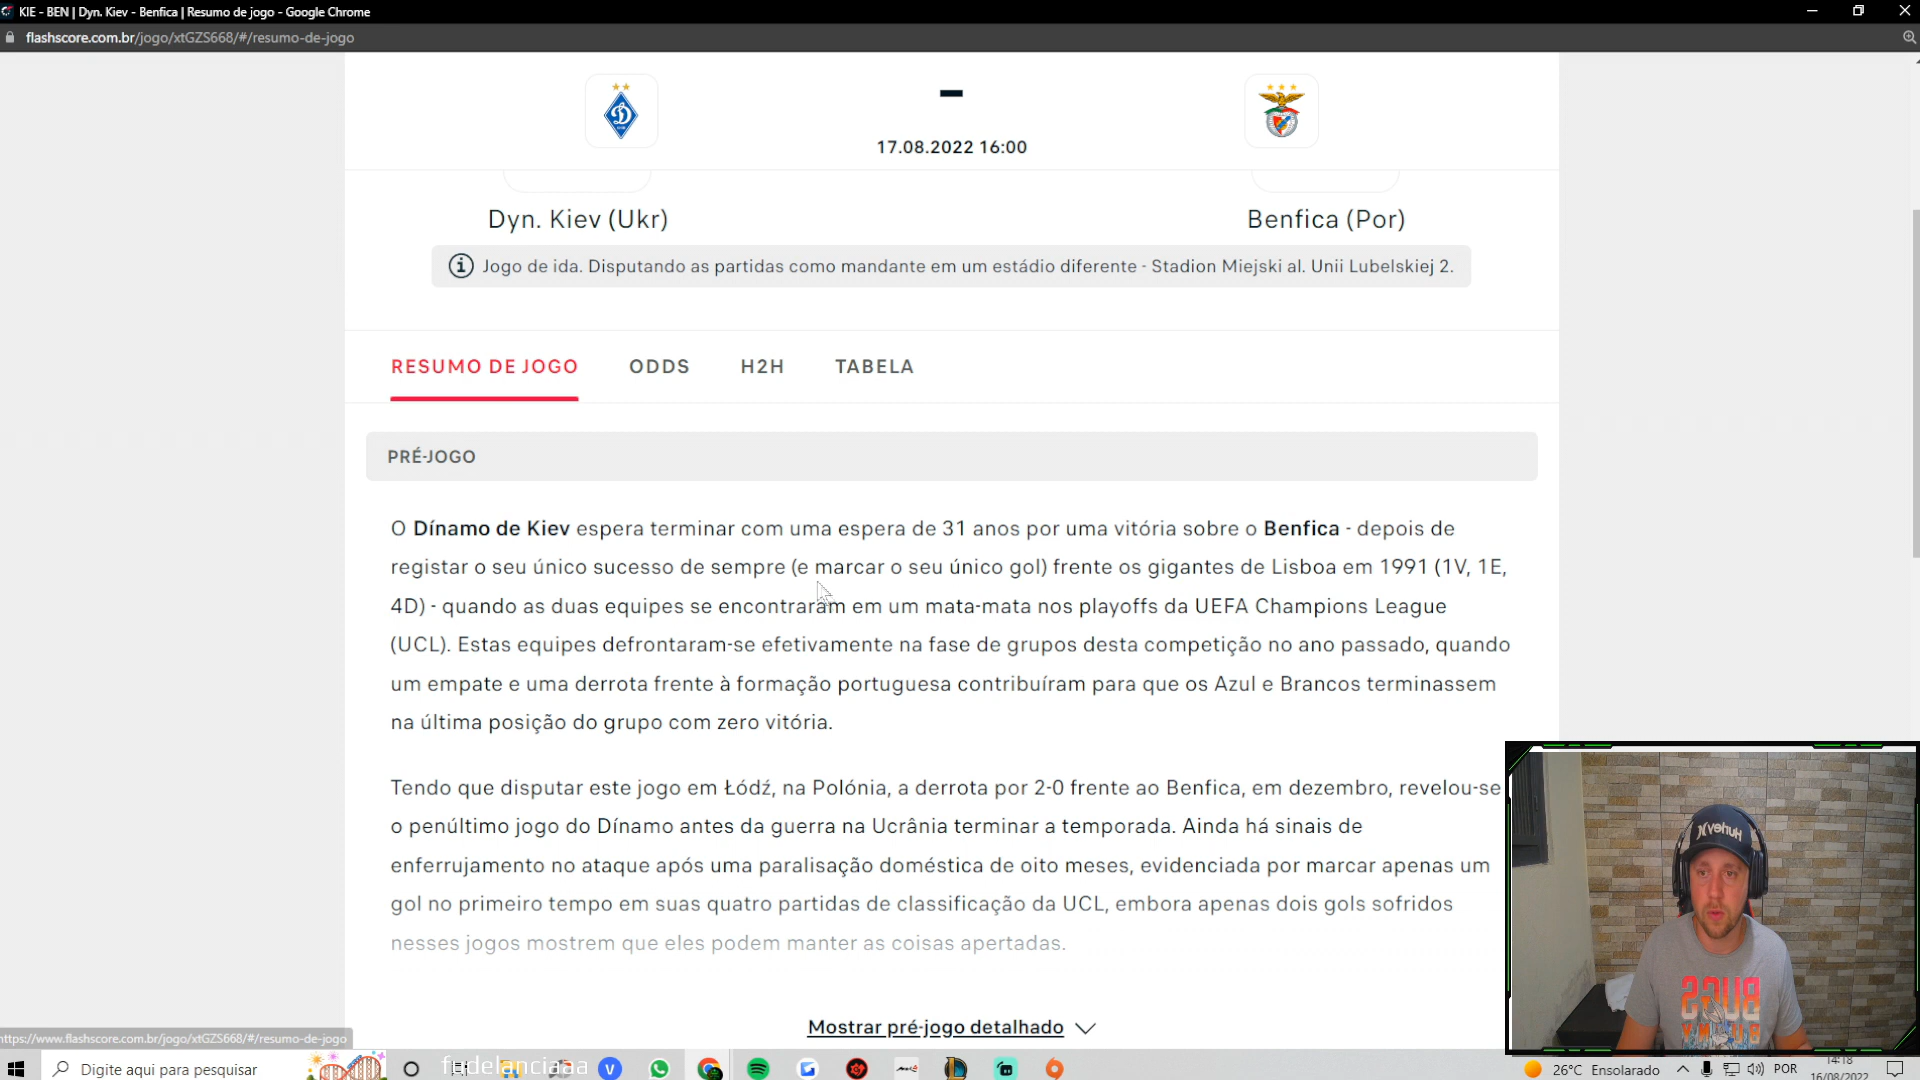 KIE - BEN | Dyn. Kiev - Benfica | Resumo de jogo - Google Chrome
flashscore.com.br/jogo/xtGZS668/#/resumo-de-jogo
17.08.2022 16:00
Dyn. Kiev (Ukr)
Benfica (Por)
Jogo de ida. Disputando as partidas como mandante em um estádio diferente - Stadion Miejski al. Unii Lubelskiej 2.
RESUMO DE JOGO ODDS H2H TABELA
PRÉ-JOGO
O Dínamo de Kiev espera terminar com uma espera de 31 anos por uma vitória sobre o Benfica - depois de
registar o seu único sucesso de sempre (e marcar o seu único gol) frente os gigantes de Lisboa em 1991 (1V, 1E,
4D) - quando as duas equipes se encontraram em um mata-mata nos playoffs da UEFA Champions League
(UCL). Estas equipes defrontaram-se efetivamente na fase de grupos desta competição no ano passado, quando
um empate e uma derrota frente à formação portuguesa contribuíram para que os Azul e Brancos terminassem
na última posição do grupo com zero vitória.
Tendo que disputar este jogo em Łódź, na Polónia, a derrota por 2-0 frente ao Benfica, em dezembro, revelou-se
o penúltimo jogo do Dínamo antes da guerra na Ucrânia terminar a temporada. Ainda há sinais de
enferrujamento no ataque após uma paralisação doméstica de oito meses, evidenciada por marcar apenas um
gol no primeiro tempo em suas quatro partidas de classificação da UCL, embora apenas dois gols sofridos
nesses jogos mostrem que eles podem manter as coisas apertadas.
Mostrar pré-jogo detalhado
https://www.flashscore.com.br/jogo/xtGZS668/#/resumo-de-jogo
Digite aqui para pesquisar
26°C Ensolarado
POR
14:18
16/08/2022